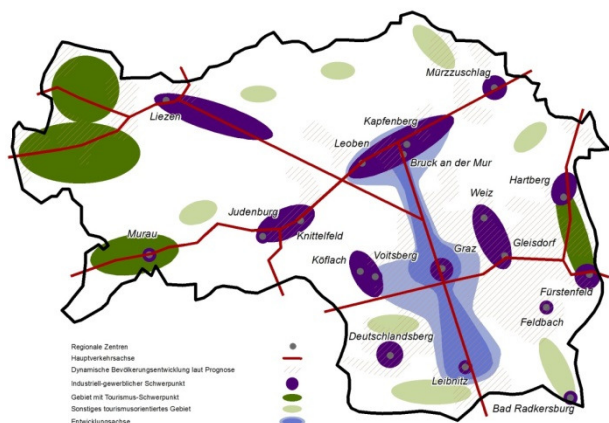 Mürzzuschlag
Kapfenberg
Liezen
Leoben
Bruck an der Mur
Hartberg
Weiz
Judenburg
Murau
Knittelfeld
Gleisdorf
Köflach
Voitsberg
Graz
Fürstenfeld
Feldbach
Deutschlandsberg
Leibnitz
Bad Radkersburg
Regionale Zentren
Hauptverkehrsachse
Dynamische Bevölkerungsentwicklung laut Prognose
Industriell-gewerblicher Schwerpunkt
Gebiet mit Tourismus-Schwerpunkt
Sonstiges tourismusorientiertes Gebiet
Entwicklungsachse